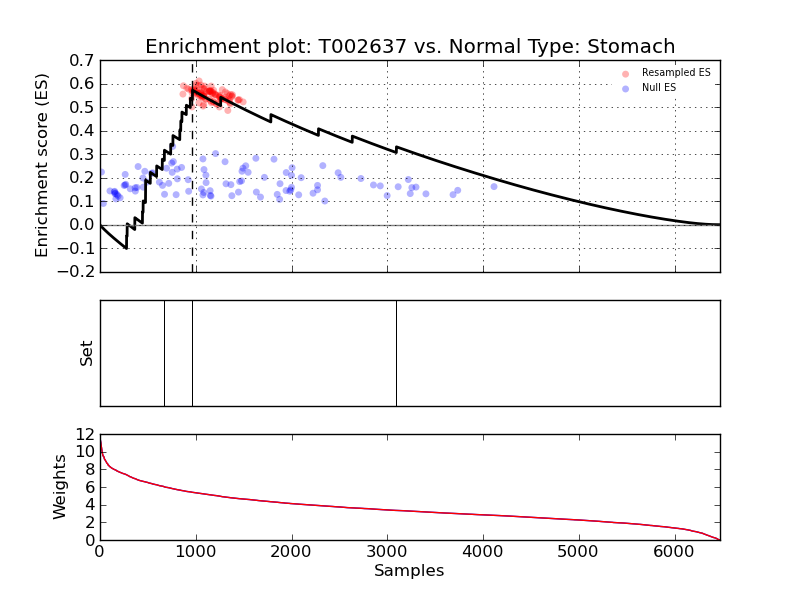 Enrichment plot: T002637 vs. Normal Type: Stomach
0.7
0.6
0.5
0.4
0.3
0.2
0.1
0.0
−0.1
−0.2
Enrichment score (ES)
Resampled ES
Null ES
Set
12
10
8
6
4
2
0
Weights
0 1000 2000 3000 4000 5000 6000
Samples